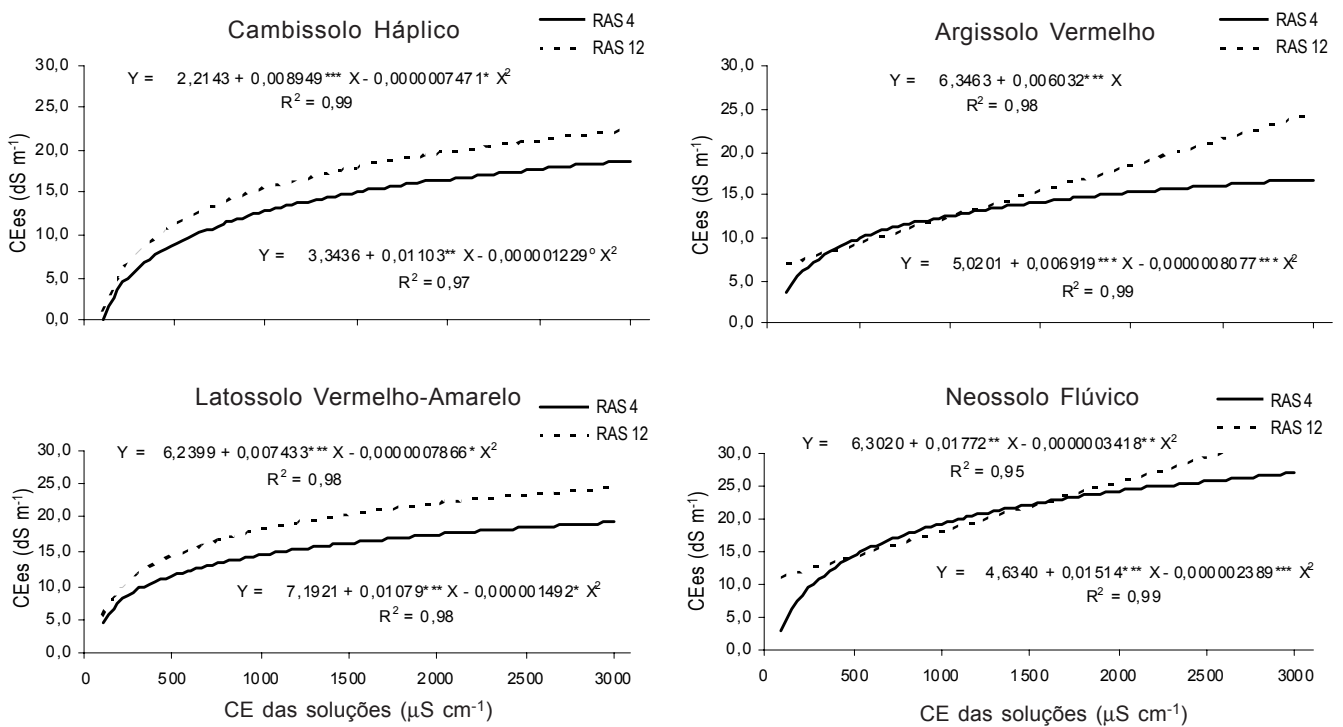 Cambissolo Háplico
RAS 4
RAS 12
Y = 2,2143 + 0,008949*** X - 0,0000007471* X²
R² = 0,99
30,0
25,0
20,0
15,0
10,0
5,0
0,0
CEes (dS m⁻¹)
Y = 3,3436 + 0,01103** X - 0,000001229° X²
R² = 0,97
Argissolo Vermelho
RAS 4
RAS 12
6,3463 + 0,006032*** X
R² = 0,98
30,0
25,0
20,0
15,0
10,0
5,0
0,0
CEes (dS m⁻¹)
Y = 5,0201 + 0,006919*** X - 0,0000008077*** X²
R² = 0,99
Latossolo Vermelho-Amarelo
RAS 4
RAS 12
Y = 6,2399 + 0,007433*** X - 0,0000007866* X²
R² = 0,98
30,0
25,0
20,0
15,0
10,0
5,0
0,0
CEes (dS m⁻¹)
Y = 7,1921 + 0,01079*** X - 0,000001492* X²
R² = 0,98
0 500 1000 1500 2000 2500 3000
CE das soluções (µS cm⁻¹)
Neossolo Flúvico
RAS 4
RAS 12
Y = 6,3020 + 0,01772** X - 0,0000003418** X²
R² = 0,95
30,0
25,0
20,0
15,0
10,0
5,0
0,0
CEes (dS m⁻¹)
Y = 4,6340 + 0,01514*** X - 0,000002389*** X²
R² = 0,99
0 500 1000 1500 2000 2500 3000
CE das soluções (µS cm⁻¹)